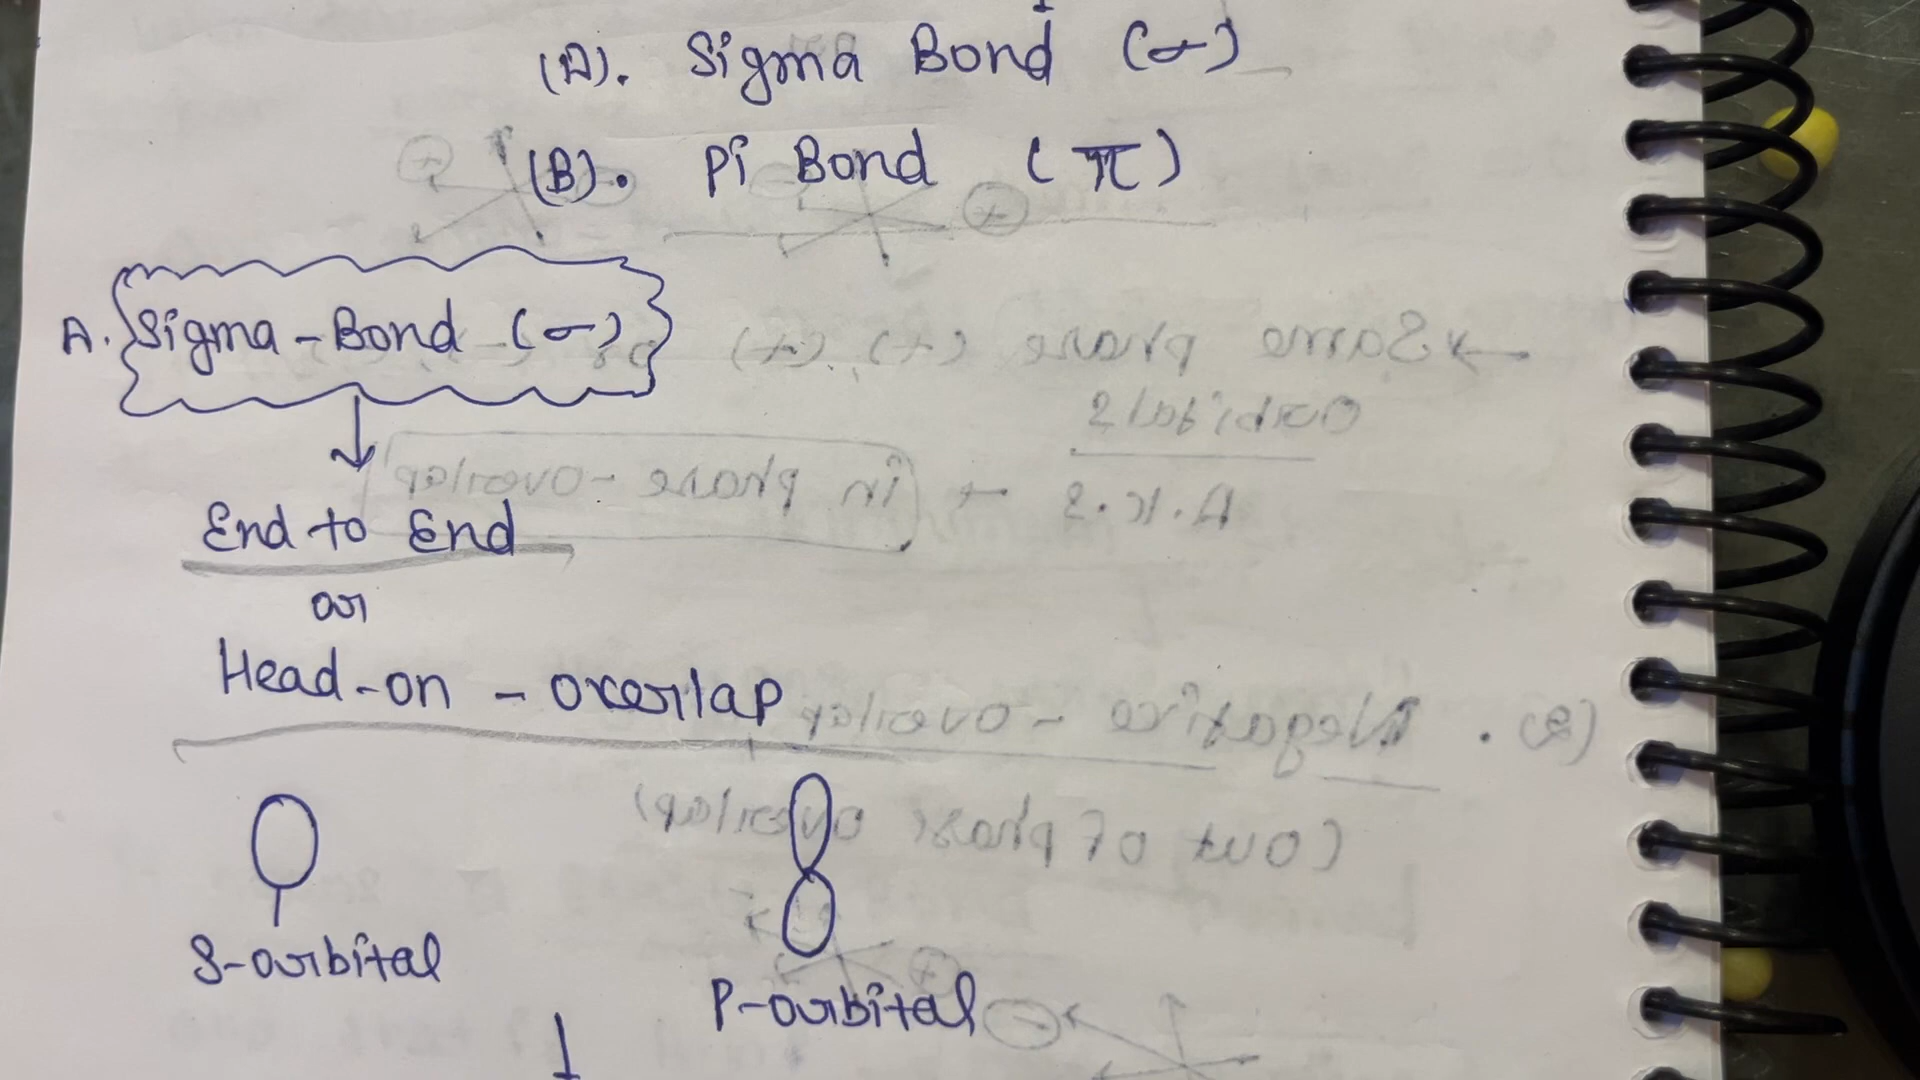 (A). Sigma Bond (σ)
(B). Pi Bond (π)
A. Sigma-Bond (σ)
End to End
or
Head-on-overlap
S-orbital
P-orbital